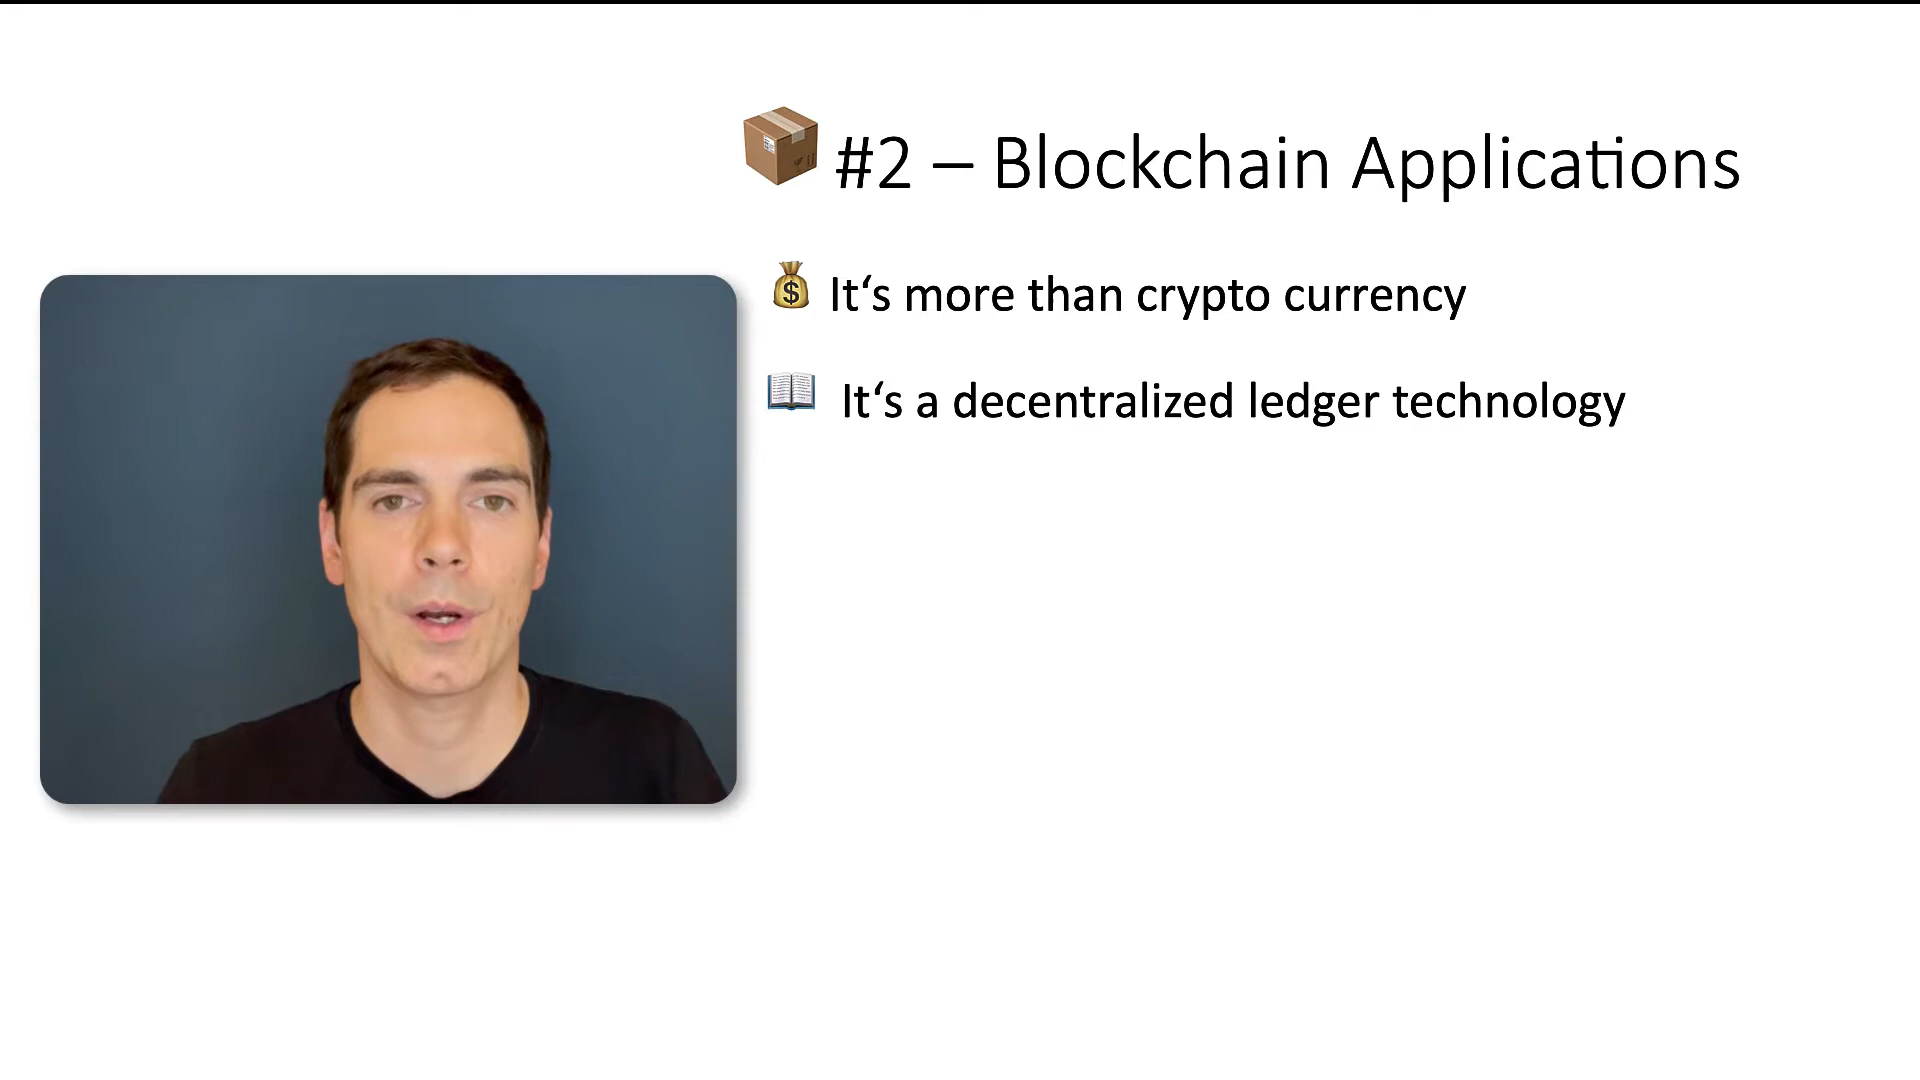 #2 – Blockchain Applications
It‘s more than crypto currency
It‘s a decentralized ledger technology